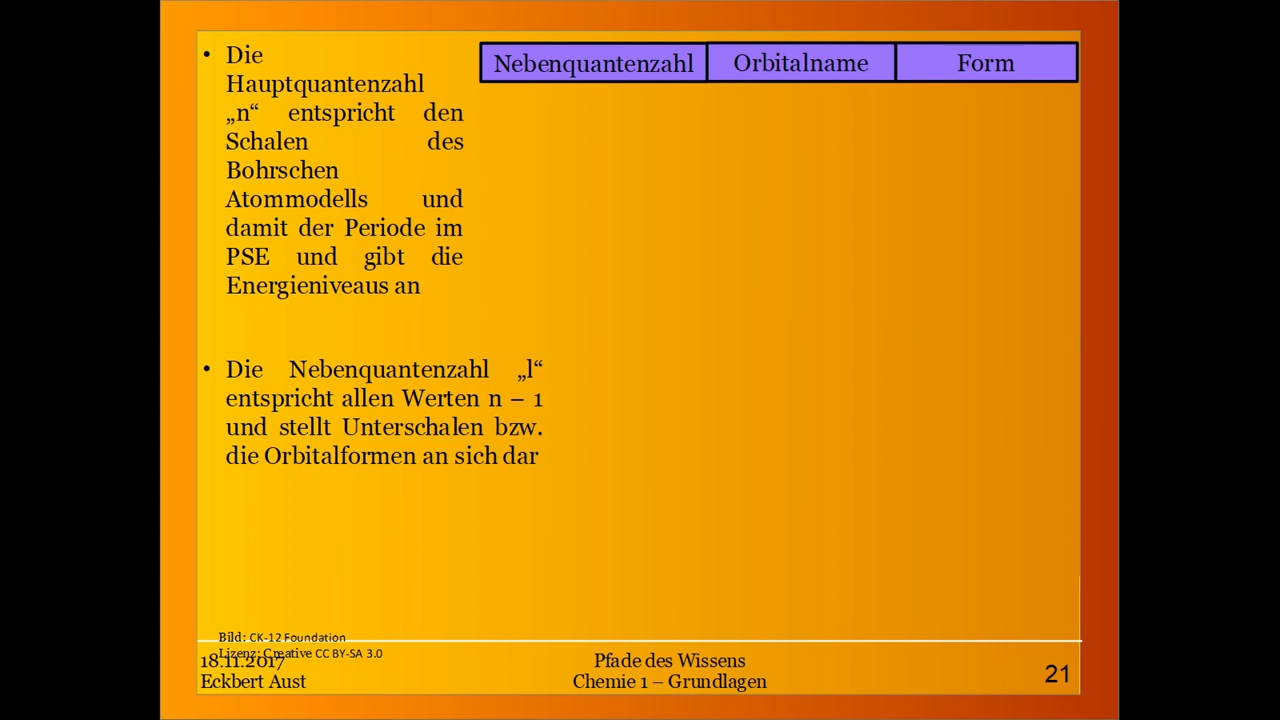 • Die
Hauptquantenzahl
„n“ entspricht den
Schalen des
Bohrschen
Atommodells und
damit der Periode im
PSE und gibt die
Energieniveaus an
Nebenquantenzahl Orbitalname Form
• Die Nebenquantenzahl „l“
entspricht allen Werten n – 1
und stellt Unterschalen bzw.
die Orbitalformen an sich dar
Bild: CK-12 Foundation
Lizenz: Creative CC BY-SA 3.0
18.11.2017
Eckbert Aust
Pfade des Wissens
Chemie 1 – Grundlagen
21